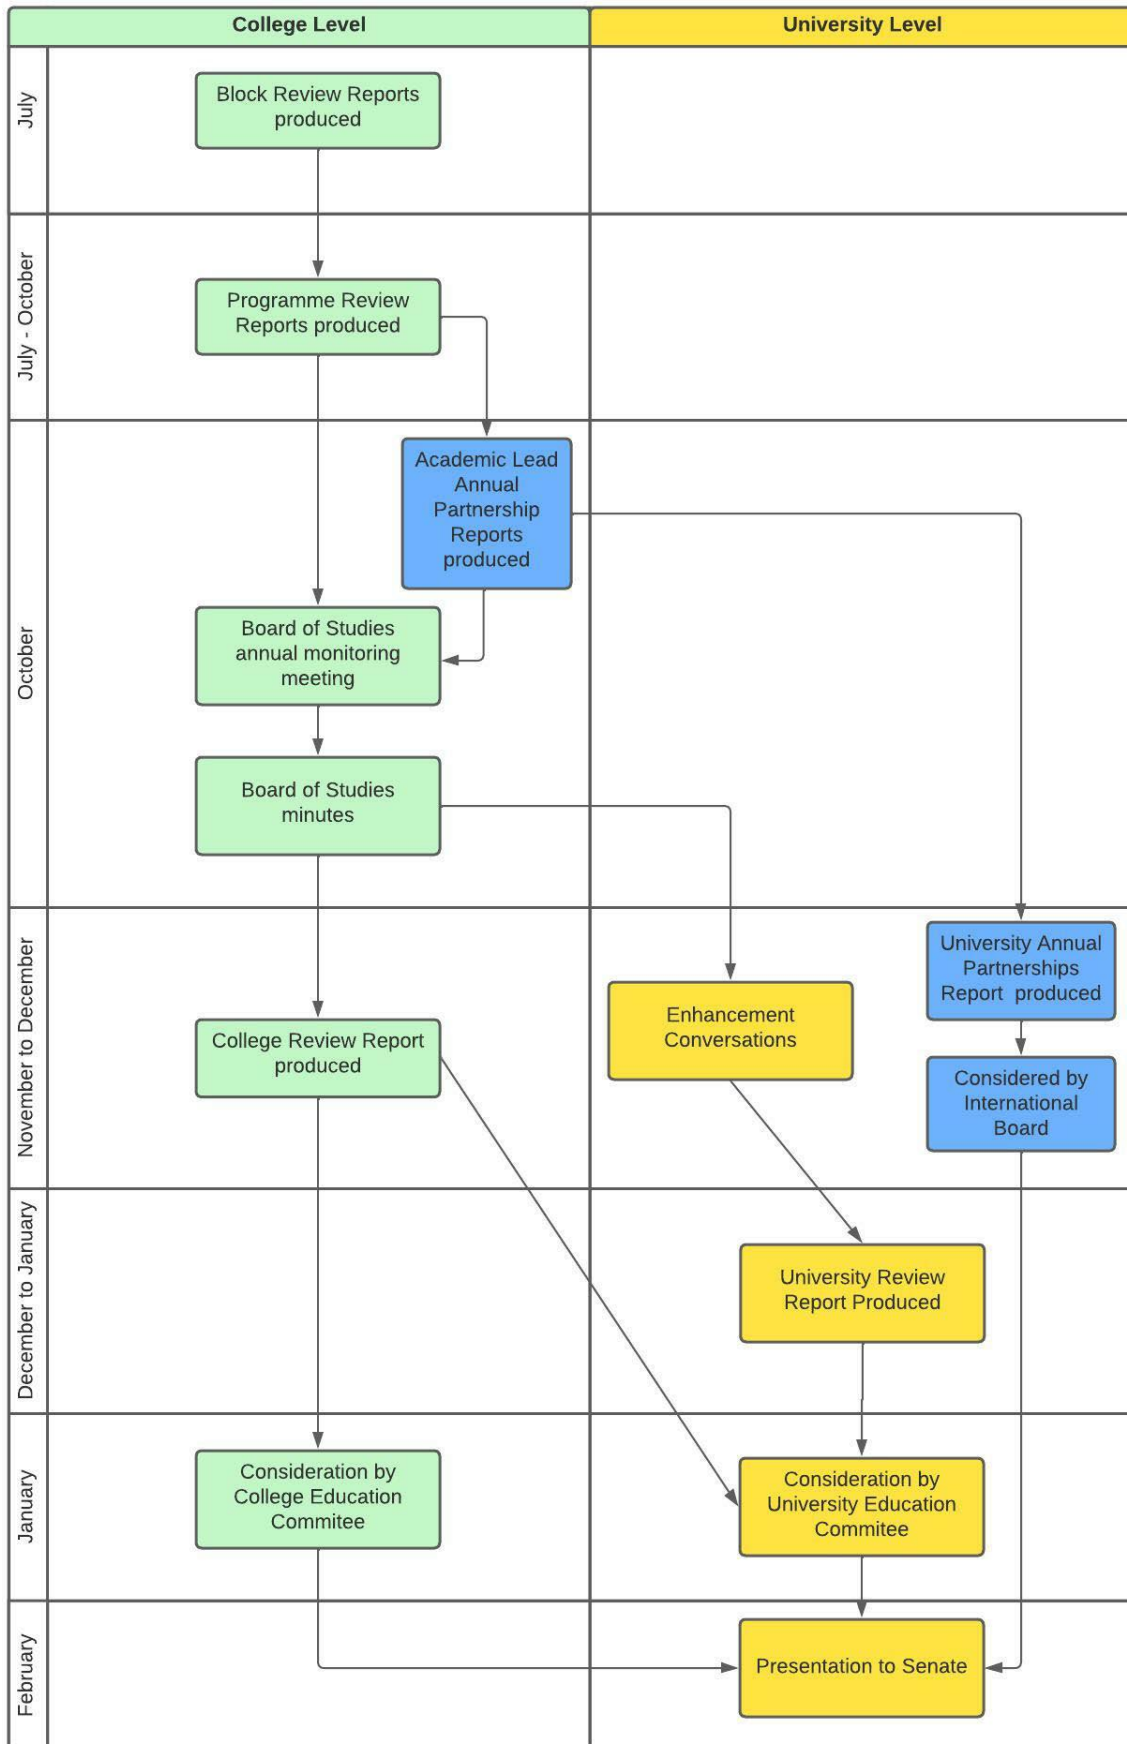 College Level
University Level
July
Block Review Reports
produced
July - October
Programme Review
Reports produced
October
Academic Lead
Annual
Partnership
Reports
produced
Board of Studies
annual monitoring
meeting
Board of Studies
minutes
November to December
University Annual
Partnerships
Report produced
Enhancement
Conversations
College Review Report
produced
Considered by
International
Board
December to January
University Review
Report Produced
January
Consideration by
College Education
Commitee
Consideration by
University Education
Commitee
February
Presentation to Senate